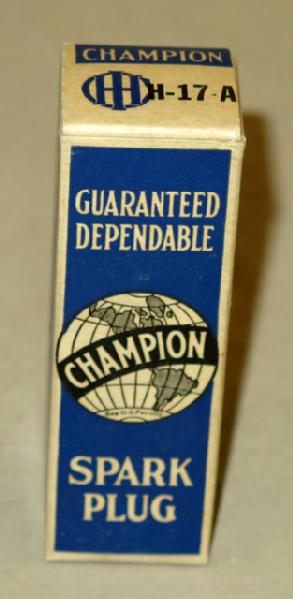 CHAMPION
H-17-A
GUARANTEED
DEPENDABLE
CHAMPION
SPARK
PLUG